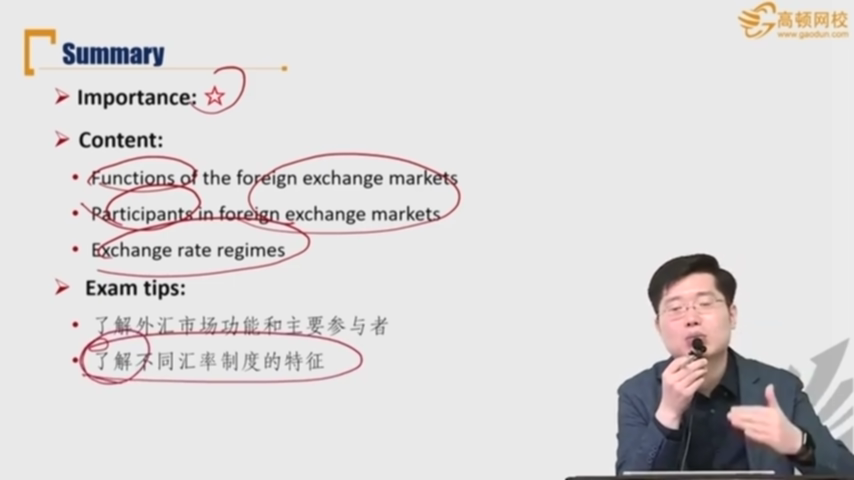 高顿网校
www.gaodun.com
Summary
Importance: ☆
Content:
Functions of the foreign exchange markets
Participants in foreign exchange markets
Exchange rate regimes
Exam tips:
了解外汇市场功能和主要参与者
了解不同汇率制度的特征